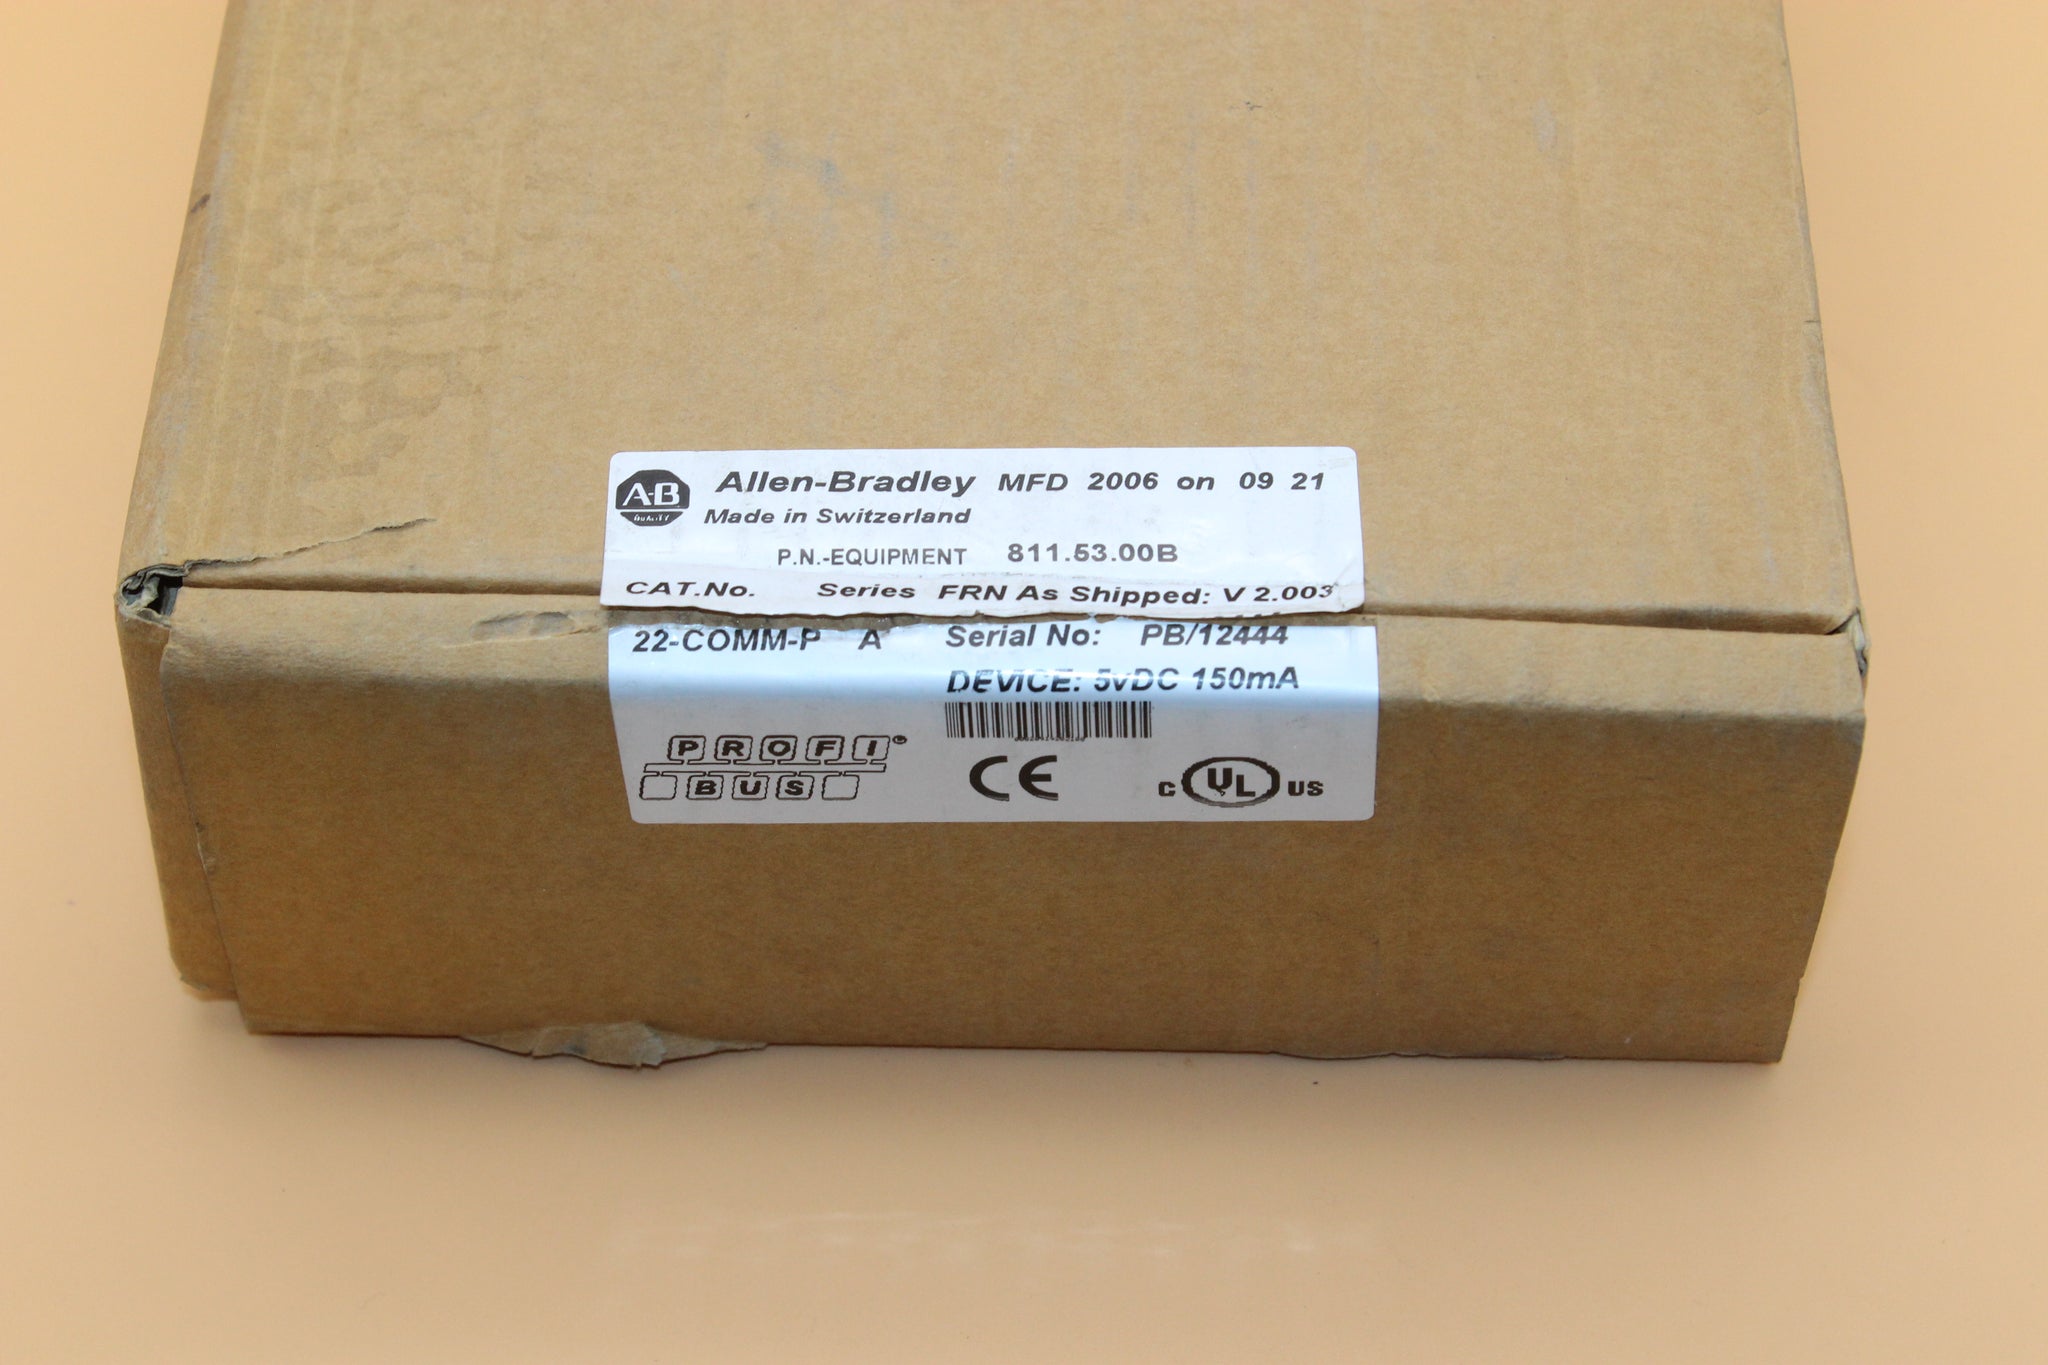 A-B
QUALITY
Allen-Bradley MFD 2006 on 09 21
Made in Switzerland
P.N.-EQUIPMENT 811.53.00B
CAT.No. Series FRN As Shipped: V 2.003
22-COMM-P A Serial No: PB/12444
DEVICE: 5vDC 150mA
PROFI®
BUS
CE
C UL US